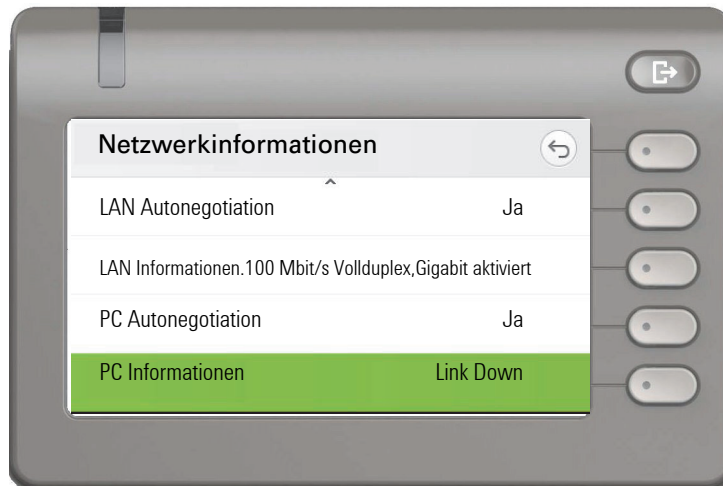 Netzwerkinformationen
LAN Autonegotiation Ja
LAN Informationen.100 Mbit/s Vollduplex,Gigabit aktiviert
PC Autonegotiation Ja
PC Informationen Link Down